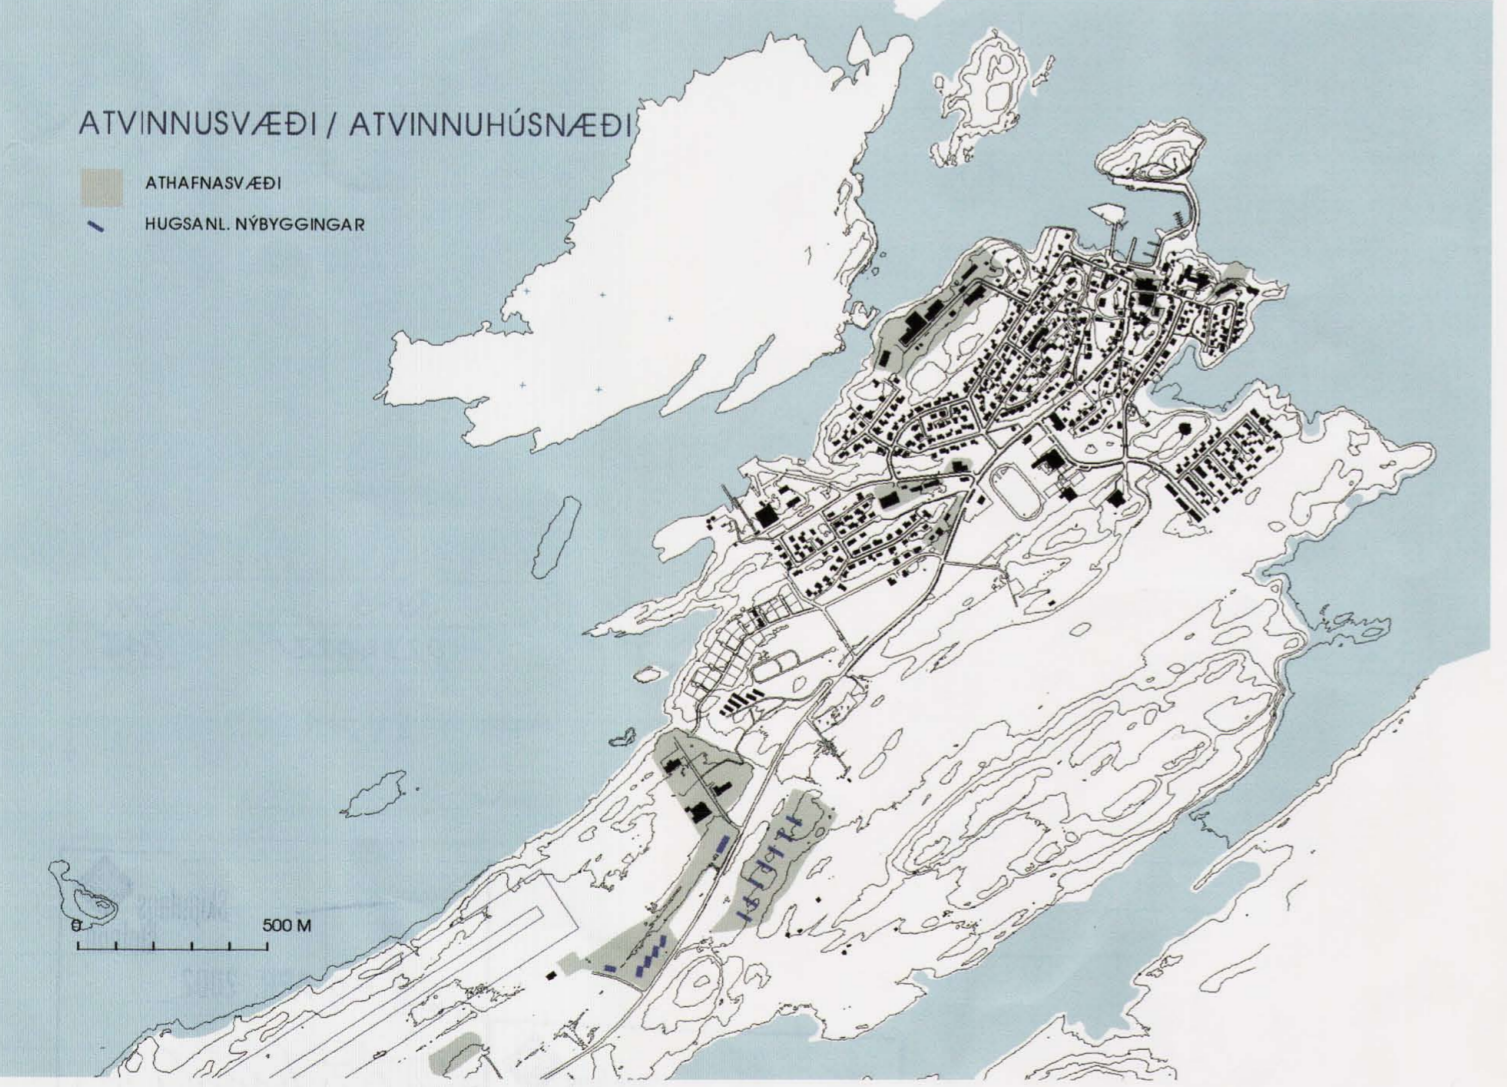 ATVINNUSVÆÐI / ATVINNUHÚSNÆÐI
ATHAFNASVÆÐI
HUGSANL. NÝBYGGINGAR
0 500 M